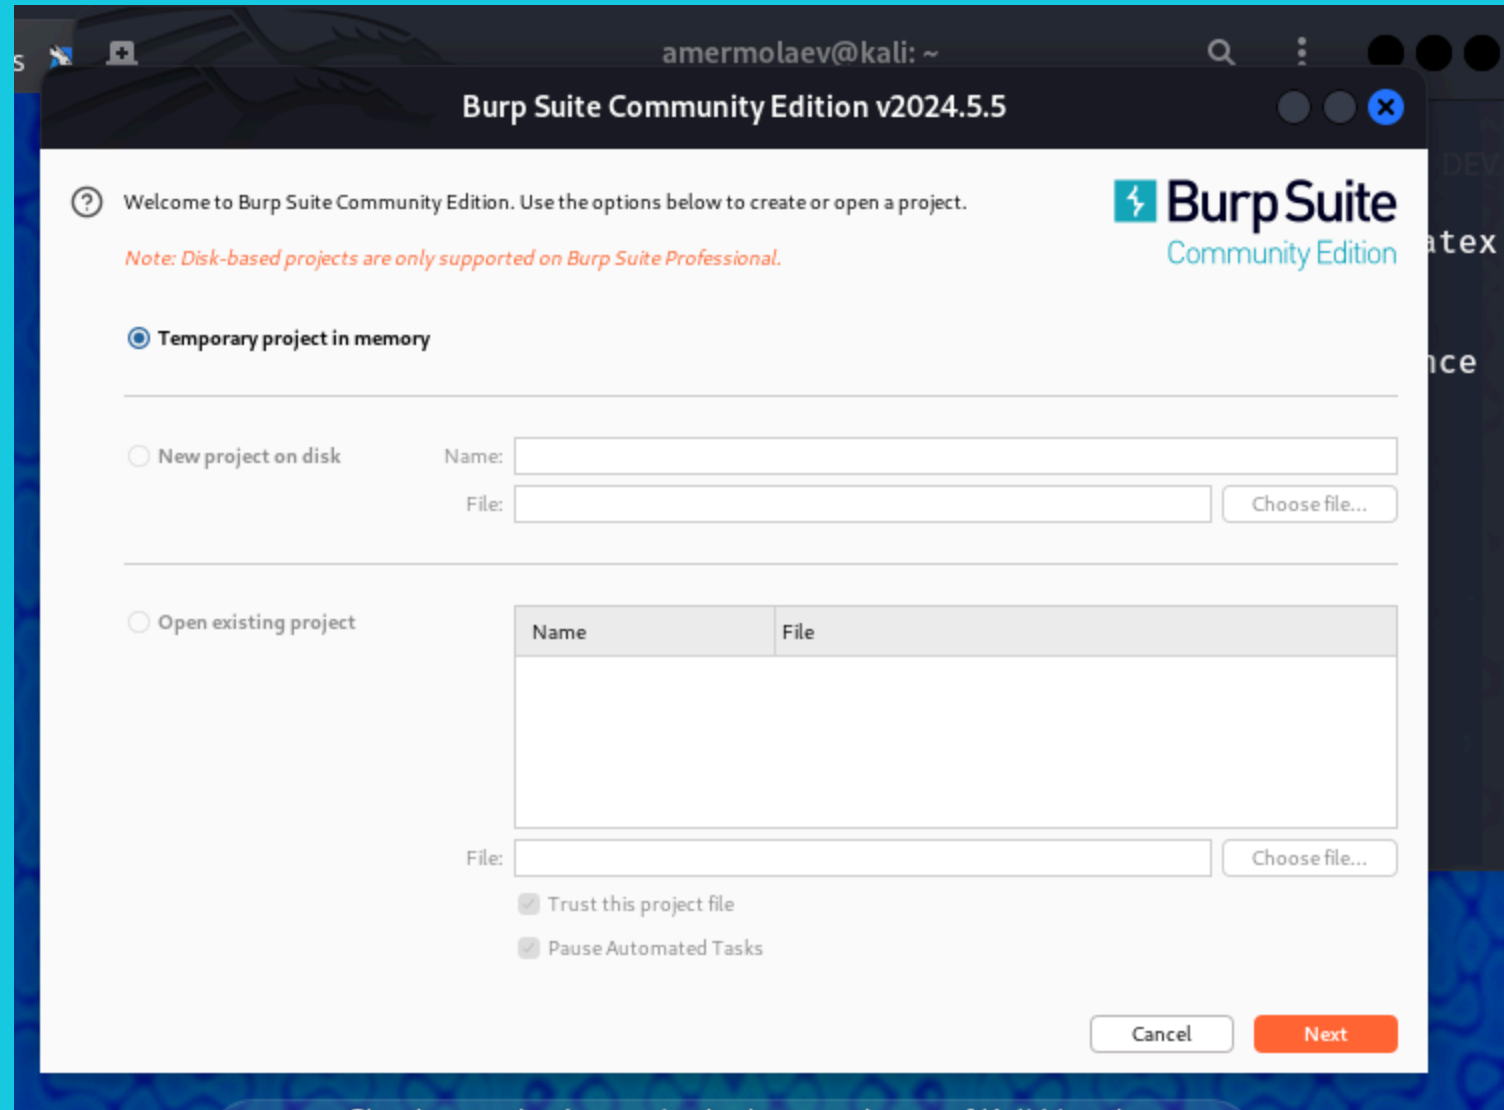 s
amermolaev@kali: ~
Burp Suite Community Edition v2024.5.5
DEV
Welcome to Burp Suite Community Edition. Use the options below to create or open a project.
Burp Suite
Community Edition
atex
Note: Disk-based projects are only supported on Burp Suite Professional.
Temporary project in memory
nce
New project on disk
Name:
File:
Choose file...
Open existing project
Name File
File:
Choose file...
Trust this project file
Pause Automated Tasks
Cancel
Next